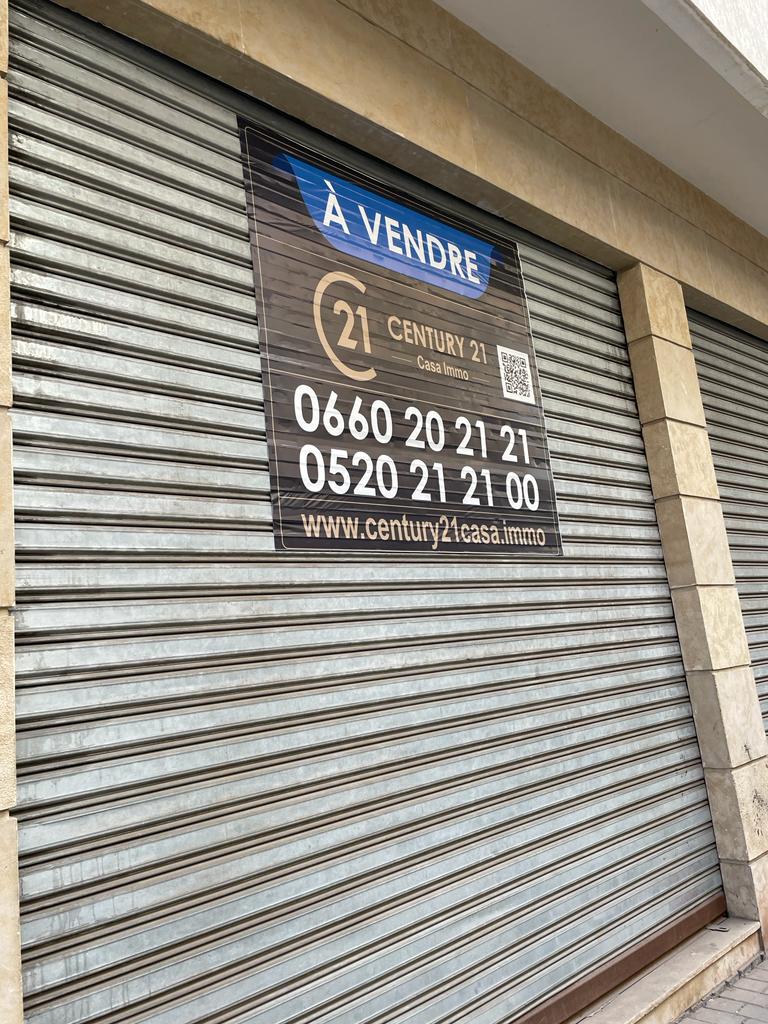 À VENDRE
21
CENTURY 21
Casa Immo
0660 20 21 21
0520 21 21 00
www.century21casa.immo